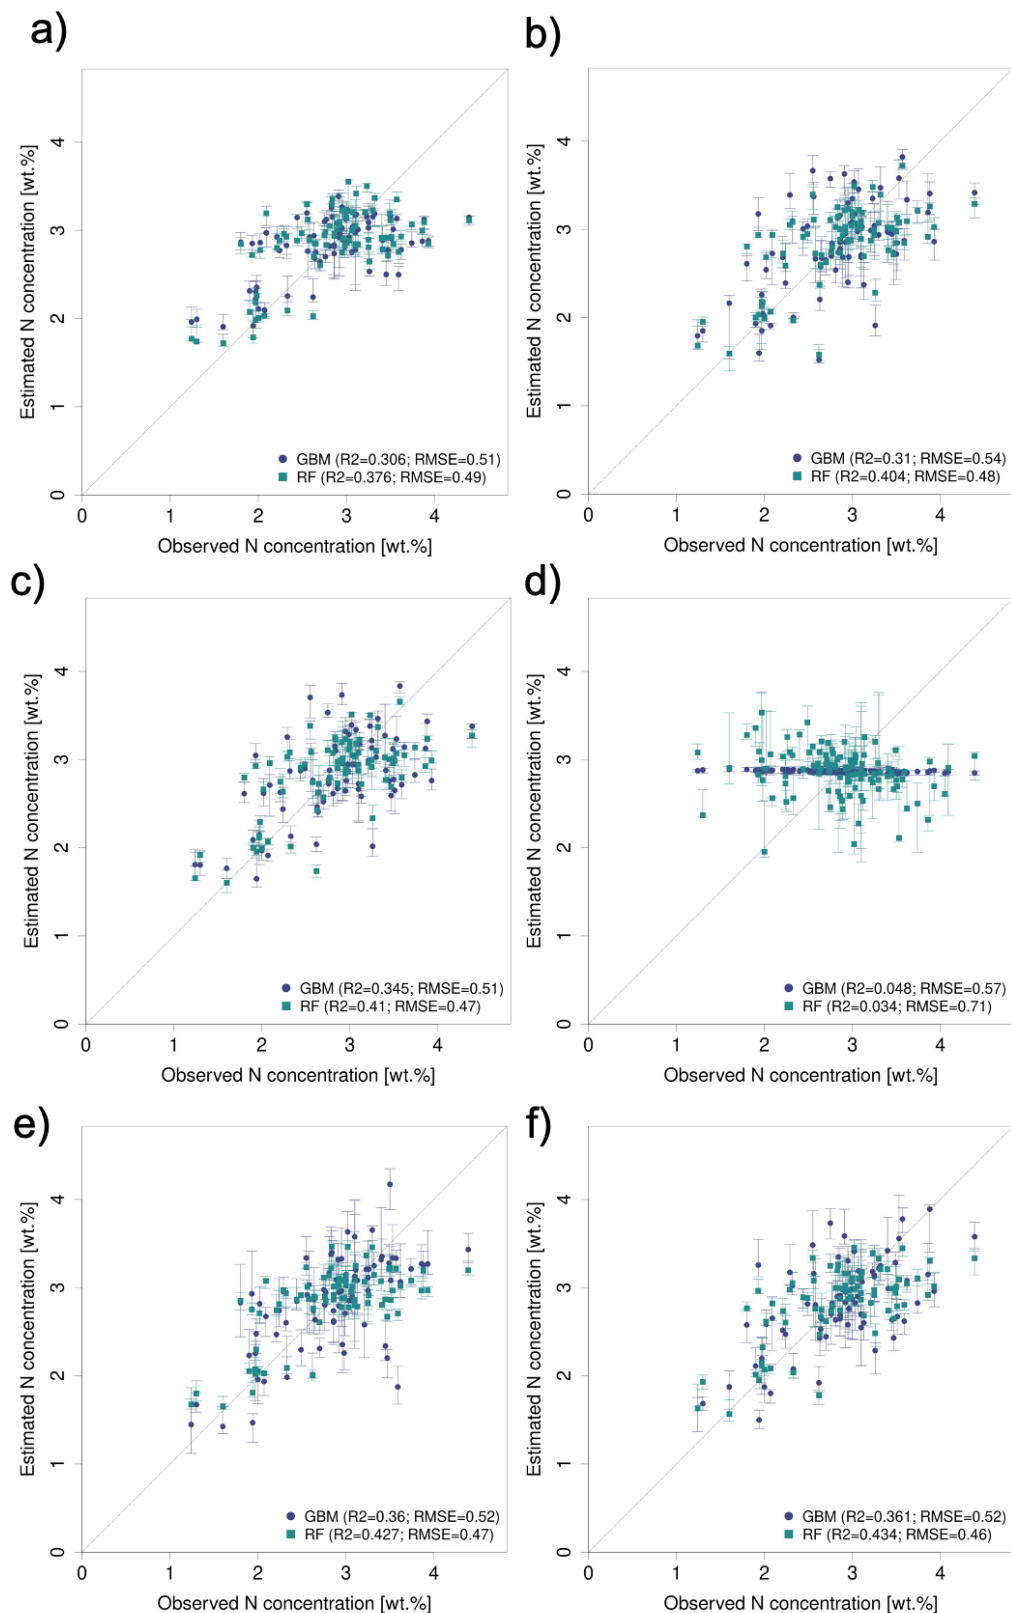 a)
Estimated N concentration [wt.%]
4
3
2
1
0
GBM (R2=0.306; RMSE=0.51)
RF (R2=0.376; RMSE=0.49)
0 1 2 3 4
Observed N concentration [wt.%]
b)
Estimated N concentration [wt.%]
4
3
2
1
0
GBM (R2=0.31; RMSE=0.54)
RF (R2=0.404; RMSE=0.48)
0 1 2 3 4
Observed N concentration [wt.%]
c)
Estimated N concentration [wt.%]
4
3
2
1
0
GBM (R2=0.345; RMSE=0.51)
RF (R2=0.41; RMSE=0.47)
0 1 2 3 4
Observed N concentration [wt.%]
d)
Estimated N concentration [wt.%]
4
3
2
1
0
GBM (R2=0.048; RMSE=0.57)
RF (R2=0.034; RMSE=0.71)
0 1 2 3 4
Observed N concentration [wt.%]
e)
Estimated N concentration [wt.%]
4
3
2
1
0
GBM (R2=0.36; RMSE=0.52)
RF (R2=0.427; RMSE=0.47)
0 1 2 3 4
Observed N concentration [wt.%]
f)
Estimated N concentration [wt.%]
4
3
2
1
0
GBM (R2=0.361; RMSE=0.52)
RF (R2=0.434; RMSE=0.46)
0 1 2 3 4
Observed N concentration [wt.%]